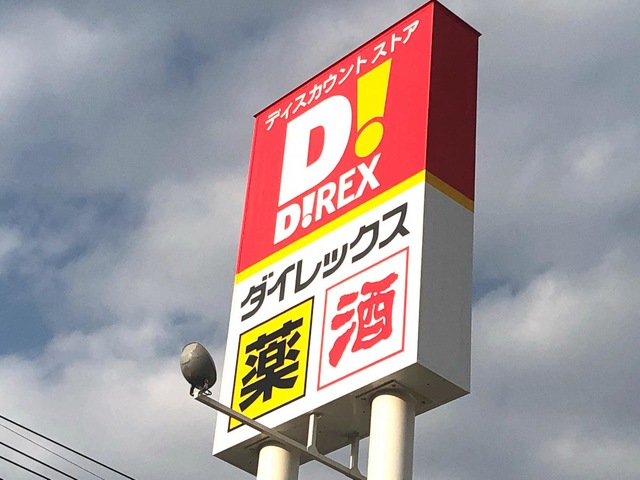 ディスカウント ストア
D!
D!REX
ダイレックス
薬 酒